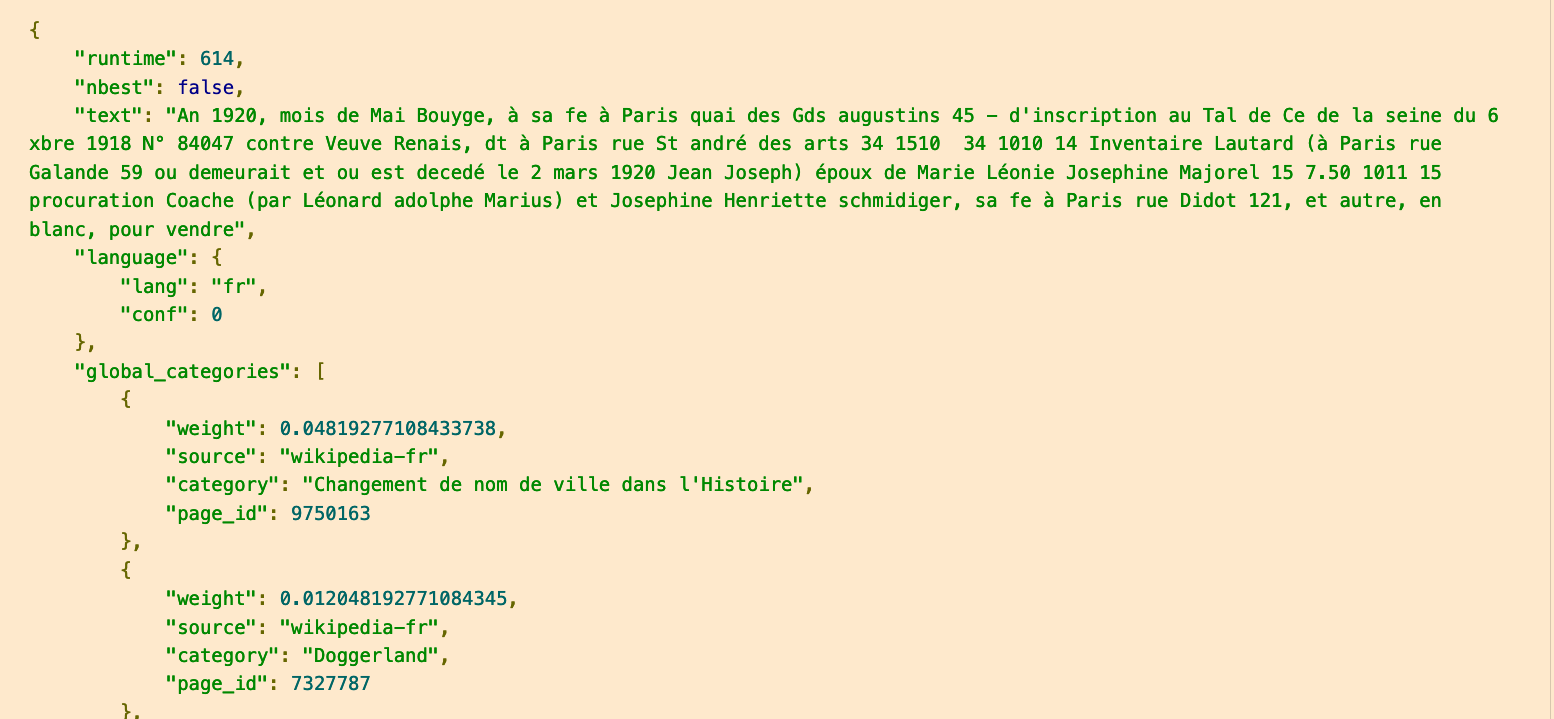 {
"runtime": 614,
"nbest": false,
"text": "An 1920, mois de Mai Bouyge, à sa fe à Paris quai des Gds augustins 45 – d'inscription au Tal de Ce de la seine du 6
xbre 1918 N° 84047 contre Veuve Renais, dt à Paris rue St andré des arts 34 1510  34 1010 14 Inventaire Lautard (à Paris rue
Galande 59 ou demeurait et ou est decedé le 2 mars 1920 Jean Joseph) époux de Marie Léonie Josephine Majorel 15 7.50 1011 15
procuration Coache (par Léonard adolphe Marius) et Josephine Henriette schmidiger, sa fe à Paris rue Didot 121, et autre, en
blanc, pour vendre",
"language": {
"lang": "fr",
"conf": 0
},
"global_categories": [
{
"weight": 0.04819277108433738,
"source": "wikipedia-fr",
"category": "Changement de nom de ville dans l'Histoire",
"page_id": 9750163
},
{
"weight": 0.012048192771084345,
"source": "wikipedia-fr",
"category": "Doggerland",
"page_id": 7327787
},